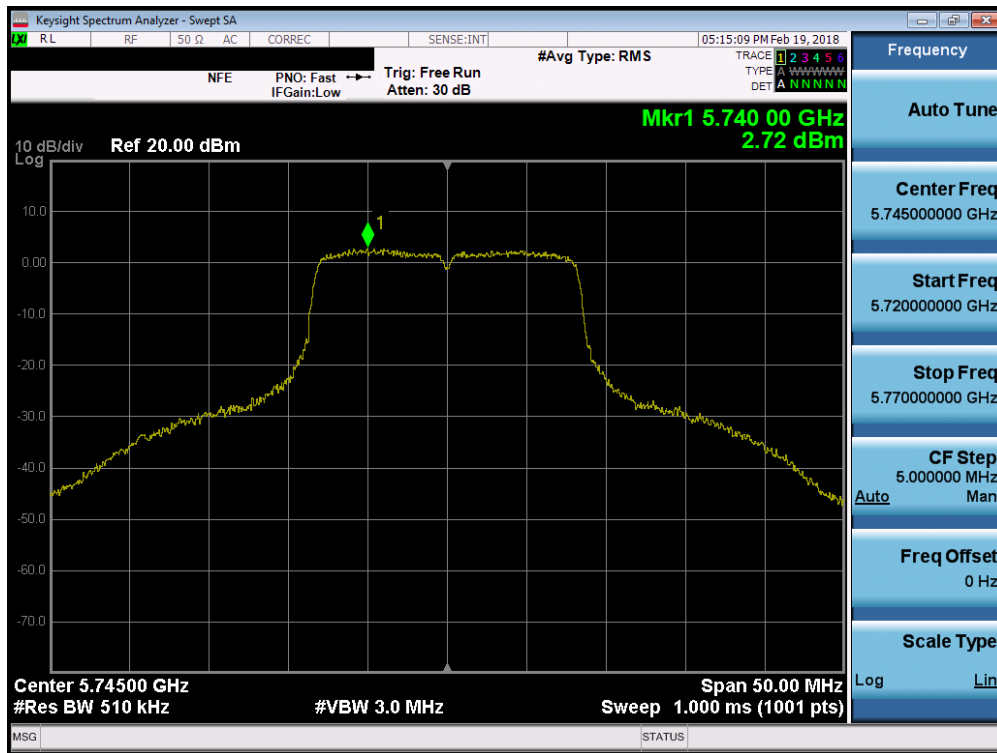 Keysight Spectrum Analyzer - Swept SA
LXI RL RF 50 Ω AC CORREC SENSE:INT 05:15:09 PM Feb 19, 2018
NFE PNO: Fast Trig: Free Run #Avg Type: RMS TRACE 1 2 3 4 5 6
IFGain:Low Atten: 30 dB TYPE A WWWWW
DET A N N N N N
Mkr1 5.740 00 GHz
2.72 dBm
10 dB/div Ref 20.00 dBm
Log
1
10.0
0.00
-10.0
-20.0
-30.0
-40.0
-50.0
-60.0
-70.0
Center 5.74500 GHz Span 50.00 MHz
#Res BW 510 kHz #VBW 3.0 MHz Sweep 1.000 ms (1001 pts)
MSG STATUS
Frequency
Auto Tune
Center Freq
5.745000000 GHz
Start Freq
5.720000000 GHz
Stop Freq
5.770000000 GHz
CF Step
5.000000 MHz
Auto Man
Freq Offset
0 Hz
Scale Type
Log Lin